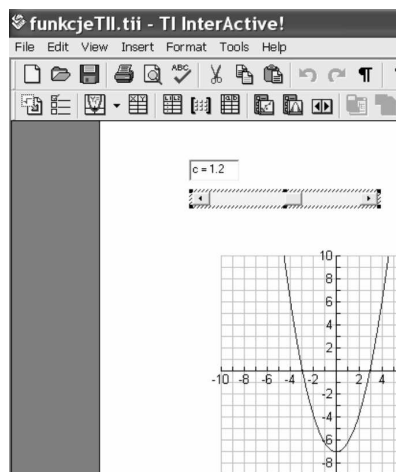 funkcjeTII.tii - TI InterActive!
File Edit View Insert Format Tools Help
ABC
c = 1.2
10
8
6
4
2
-10 -8 -6 -4 -2 2 4
-2
-4
-6
-8